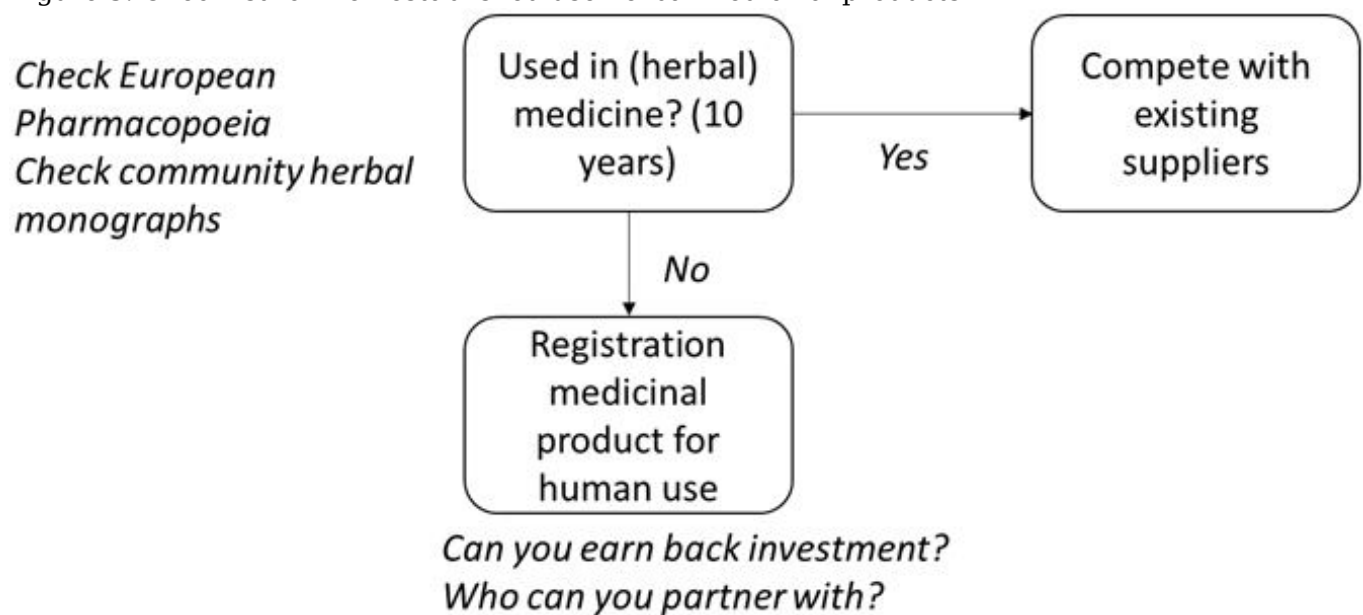 Check European
Pharmacopoeia
Check community herbal
monographs
Used in (herbal)
medicine? (10
years)
Yes
Compete with
existing
suppliers
No
Registration
medicinal
product for
human use
Can you earn back investment?
Who can you partner with?